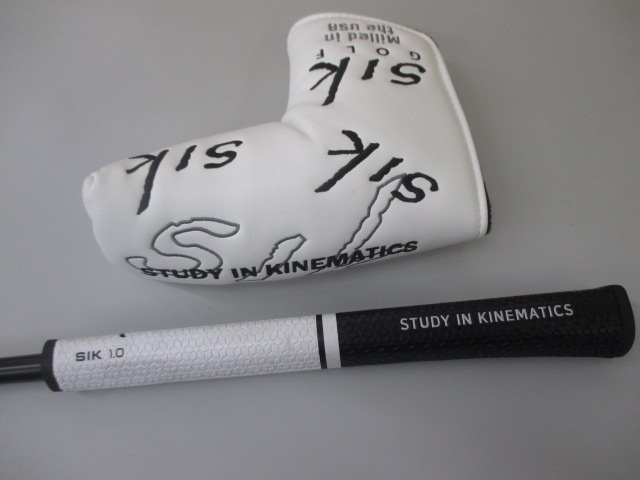 Milled in
the USA
GOLF
SiK
SiK
SiK
SiK
STUDY IN KINEMATICS
STUDY IN KINEMATICS
SIK 1.0